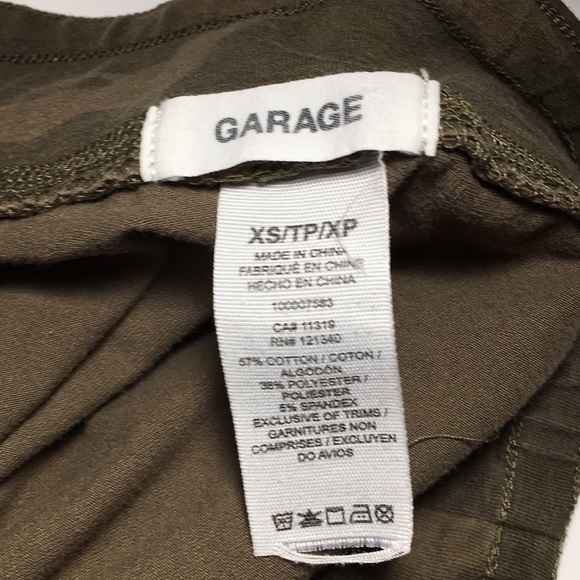 GARAGE
XS/TP/XP
MADE IN CHINA
FABRIQUÉ EN CHINE
HECHO EN CHINA
100007583
CA# 11319
RN# 121340
57% COTTON / COTON /
ALGODÓN
38% POLYESTER /
POLIESTER
5% SPANDEX
EXCLUSIVE OF TRIMS /
GARNITURES NON
COMPRISES / EXCLUYEN
DO AVIOS